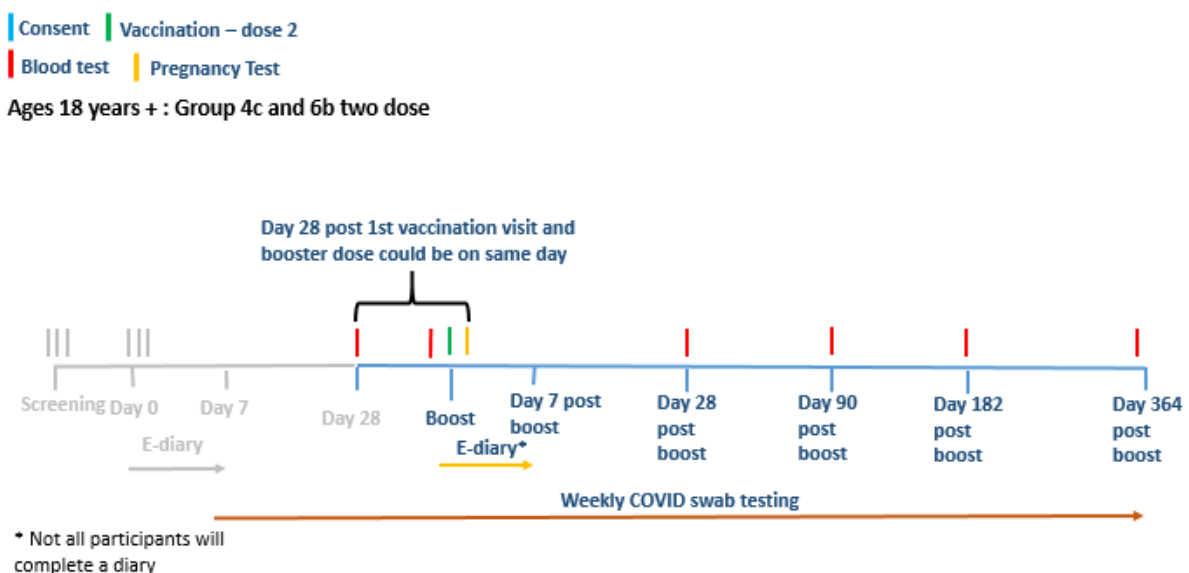 Consent Vaccination – dose 2
Blood test Pregnancy Test
Ages 18 years + : Group 4c and 6b two dose
Day 28 post 1st vaccination visit and
booster dose could be on same day
Screening Day 0 Day 7 Day 28 Boost Day 7 post
boost
Day 28
post
boost
Day 90
post
boost
Day 182
post
boost
Day 364
post
boost
E-diary
E-diary*
Weekly COVID swab testing
* Not all participants will
complete a diary